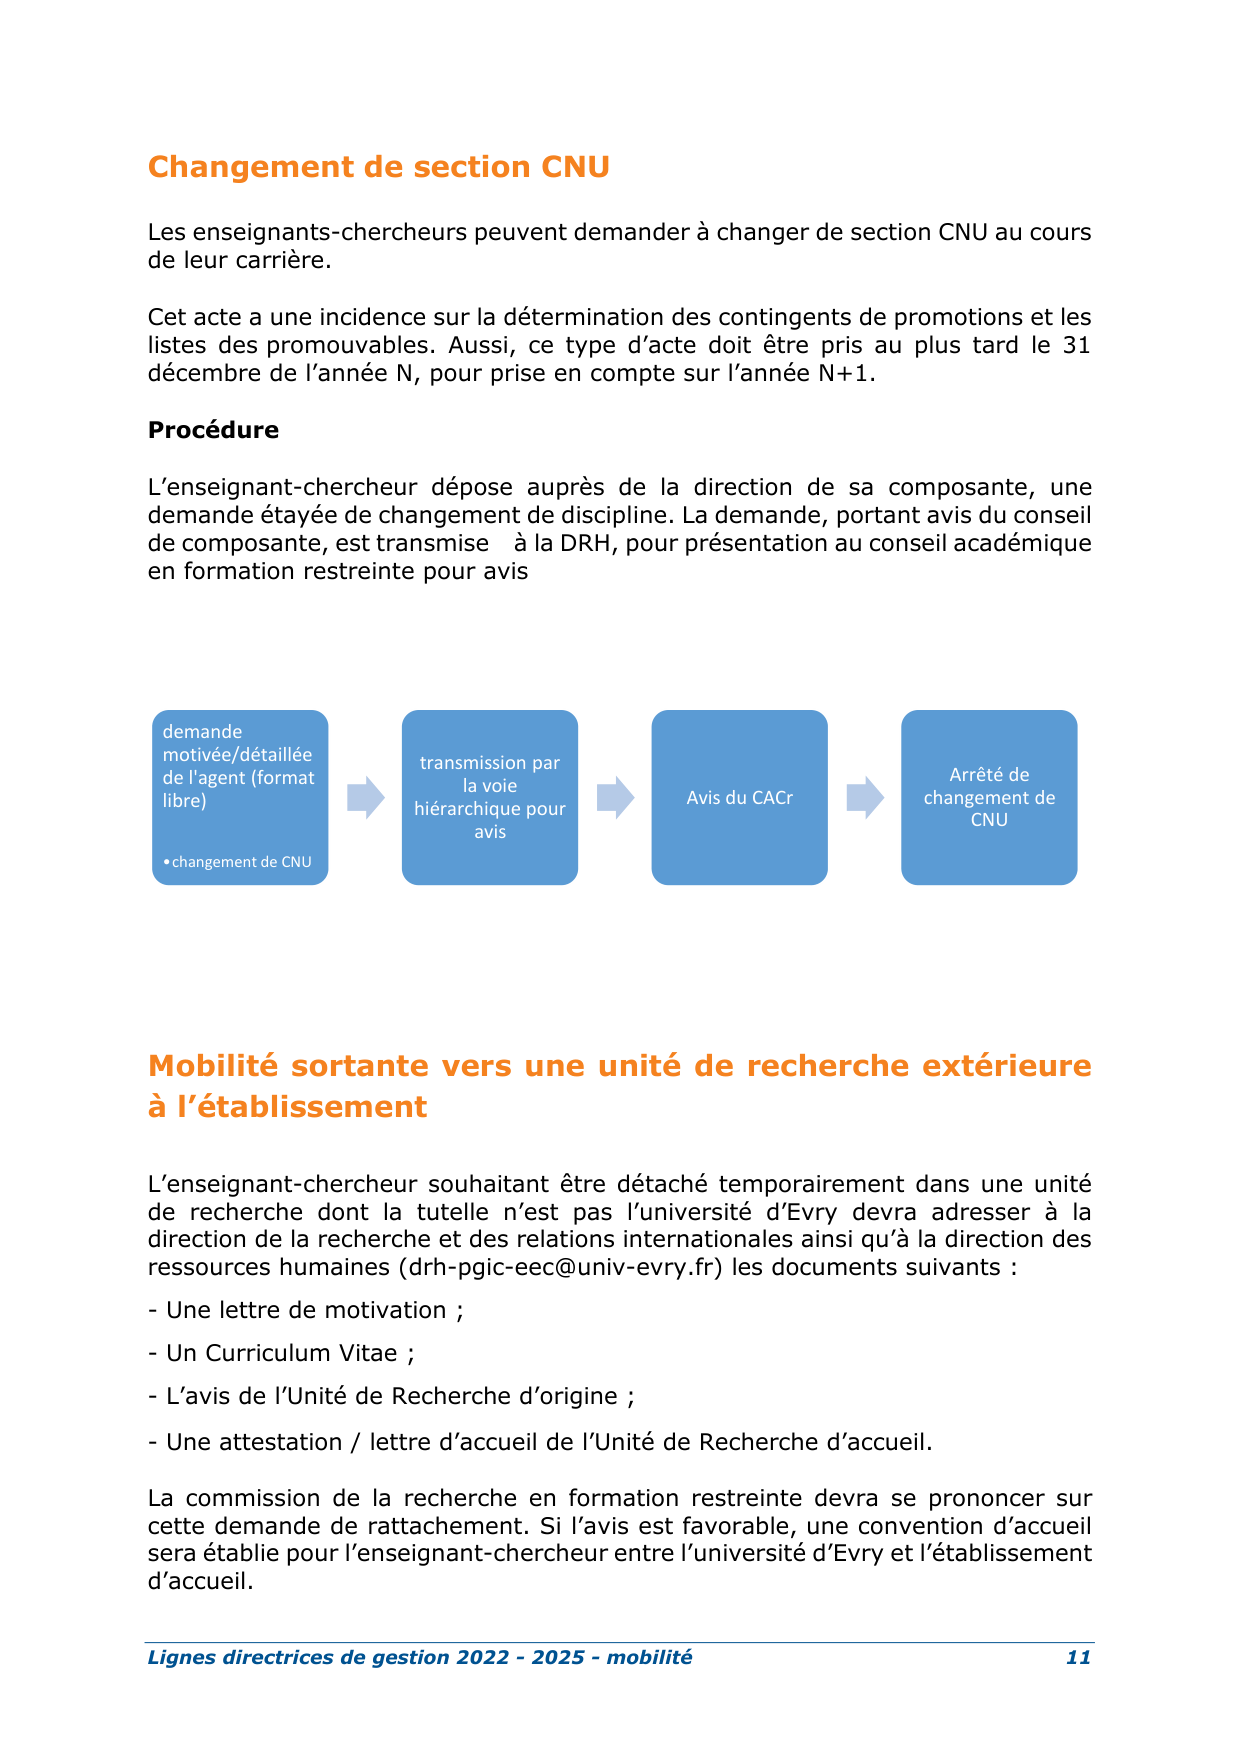 Changement de section CNU
Les enseignants-chercheurs peuvent demander à changer de section CNU au cours
de leur carrière.
Cet acte a une incidence sur la détermination des contingents de promotions et les
listes des promouvables. Aussi, ce type d’acte doit être pris au plus tard le 31
décembre de l’année N, pour prise en compte sur l’année N+1.
Procédure
L’enseignant-chercheur dépose auprès de la direction de sa composante, une
demande étayée de changement de discipline. La demande, portant avis du conseil
de composante, est transmise à la DRH, pour présentation au conseil académique
en formation restreinte pour avis
demande
motivée/détaillée
de l'agent (format
libre)
•changement de CNU
transmission par
la voie
hiérarchique pour
avis
Avis du CACr
Arrêté de
changement de
CNU
Mobilité sortante vers une unité de recherche extérieure
à l’établissement
L’enseignant-chercheur souhaitant être détaché temporairement dans une unité
de recherche dont la tutelle n’est pas l’université d’Evry devra adresser à la
direction de la recherche et des relations internationales ainsi qu’à la direction des
ressources humaines (drh-pgic-eec@univ-evry.fr) les documents suivants :
- Une lettre de motivation ;
- Un Curriculum Vitae ;
- L’avis de l’Unité de Recherche d’origine ;
- Une attestation / lettre d’accueil de l’Unité de Recherche d’accueil.
La commission de la recherche en formation restreinte devra se prononcer sur
cette demande de rattachement. Si l’avis est favorable, une convention d’accueil
sera établie pour l’enseignant-chercheur entre l’université d’Evry et l’établissement
d’accueil.
Lignes directrices de gestion 2022 - 2025 - mobilité 11